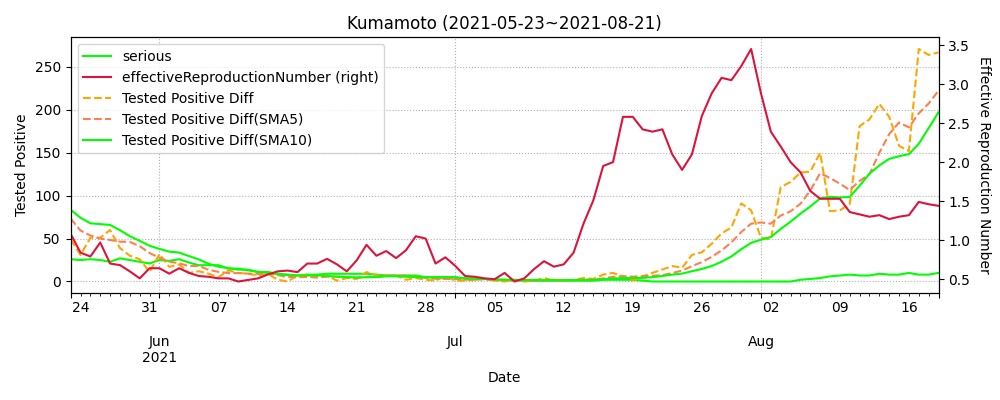 Kumamoto (2021-05-23~2021-08-21)
serious
effectiveReproductionNumber (right)
Tested Positive Diff
Tested Positive Diff(SMA5)
Tested Positive Diff(SMA10)
Tested Positive
250
200
150
100
50
0
3.5
3.0
2.5
2.0
1.5
1.0
0.5
Effective Reproduction Number
24 31 07 14 21 28 05 12 19 26 02 09 16
Jun Jul Aug
2021
Date